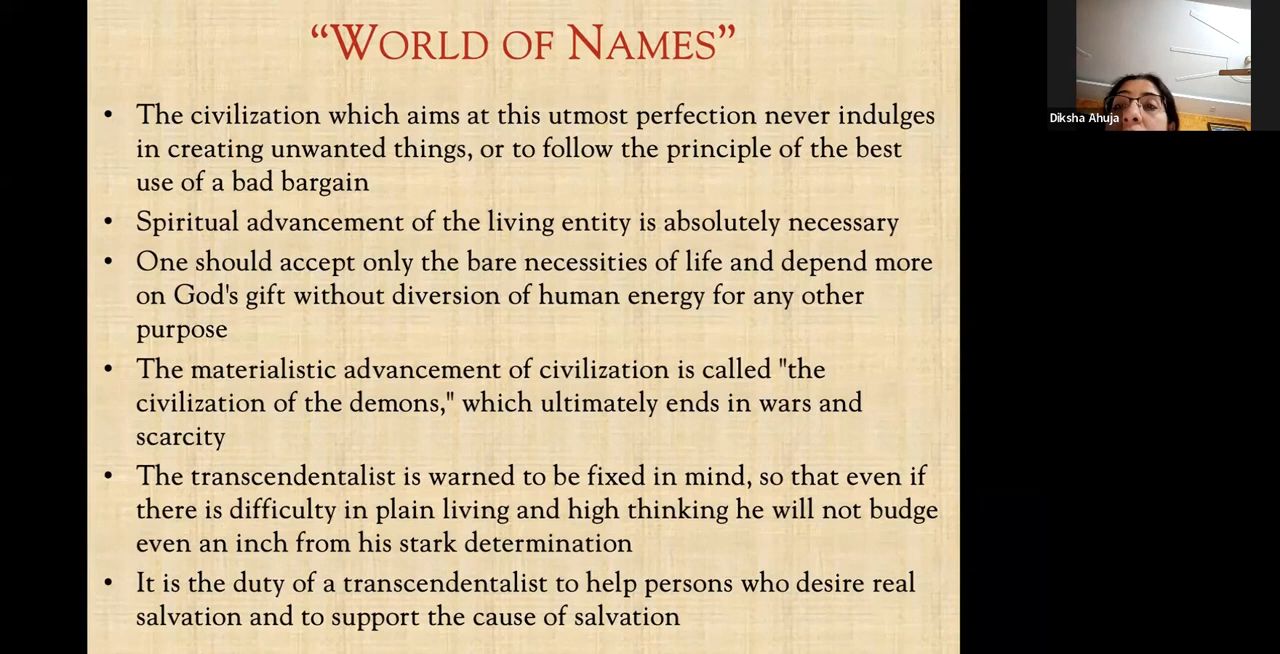 “WORLD OF NAMES”
• The civilization which aims at this utmost perfection never indulges
in creating unwanted things, or to follow the principle of the best
use of a bad bargain
• Spiritual advancement of the living entity is absolutely necessary
• One should accept only the bare necessities of life and depend more
on God's gift without diversion of human energy for any other
purpose
• The materialistic advancement of civilization is called "the
civilization of the demons," which ultimately ends in wars and
scarcity
• The transcendentalist is warned to be fixed in mind, so that even if
there is difficulty in plain living and high thinking he will not budge
even an inch from his stark determination
• It is the duty of a transcendentalist to help persons who desire real
salvation and to support the cause of salvation
Diksha Ahuja